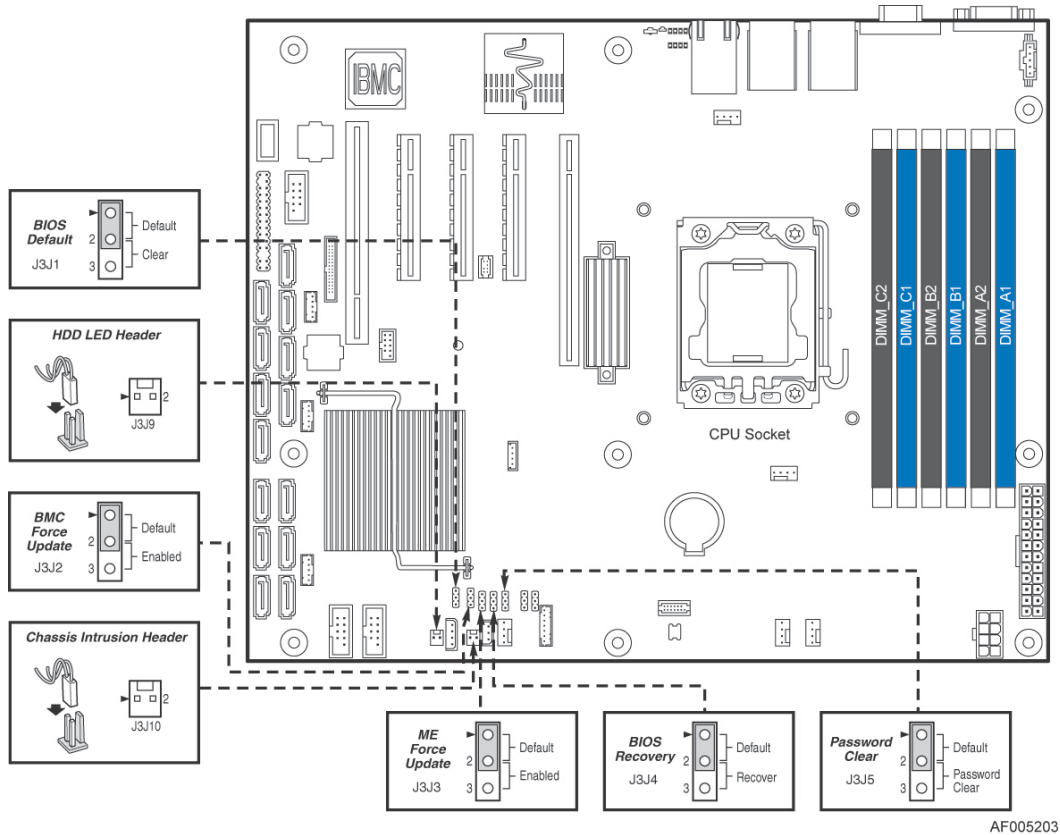 BMC
BIOS
Default
J3J1
2
3
Default
Clear
HDD LED Header
2
J3J9
BMC
Force
Update
J3J2
2
3
Default
Enabled
Chassis Intrusion Header
2
J3J10
DIMM_C2
DIMM_C1
DIMM_B2
DIMM_B1
DIMM_A2
DIMM_A1
CPU Socket
ME
Force
Update
J3J3
2
3
Default
Enabled
BIOS
Recovery
J3J4
2
3
Default
Recover
Password
Clear
J3J5
2
3
Default
Password
Clear
AF005203